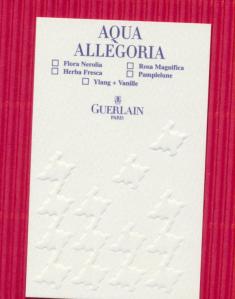 AQUA
ALLEGORIA
Flora Nerolia Rosa Magnifica
Herba Fresca Pamplelune
Ylang + Vanille
GUERLAIN
PARIS